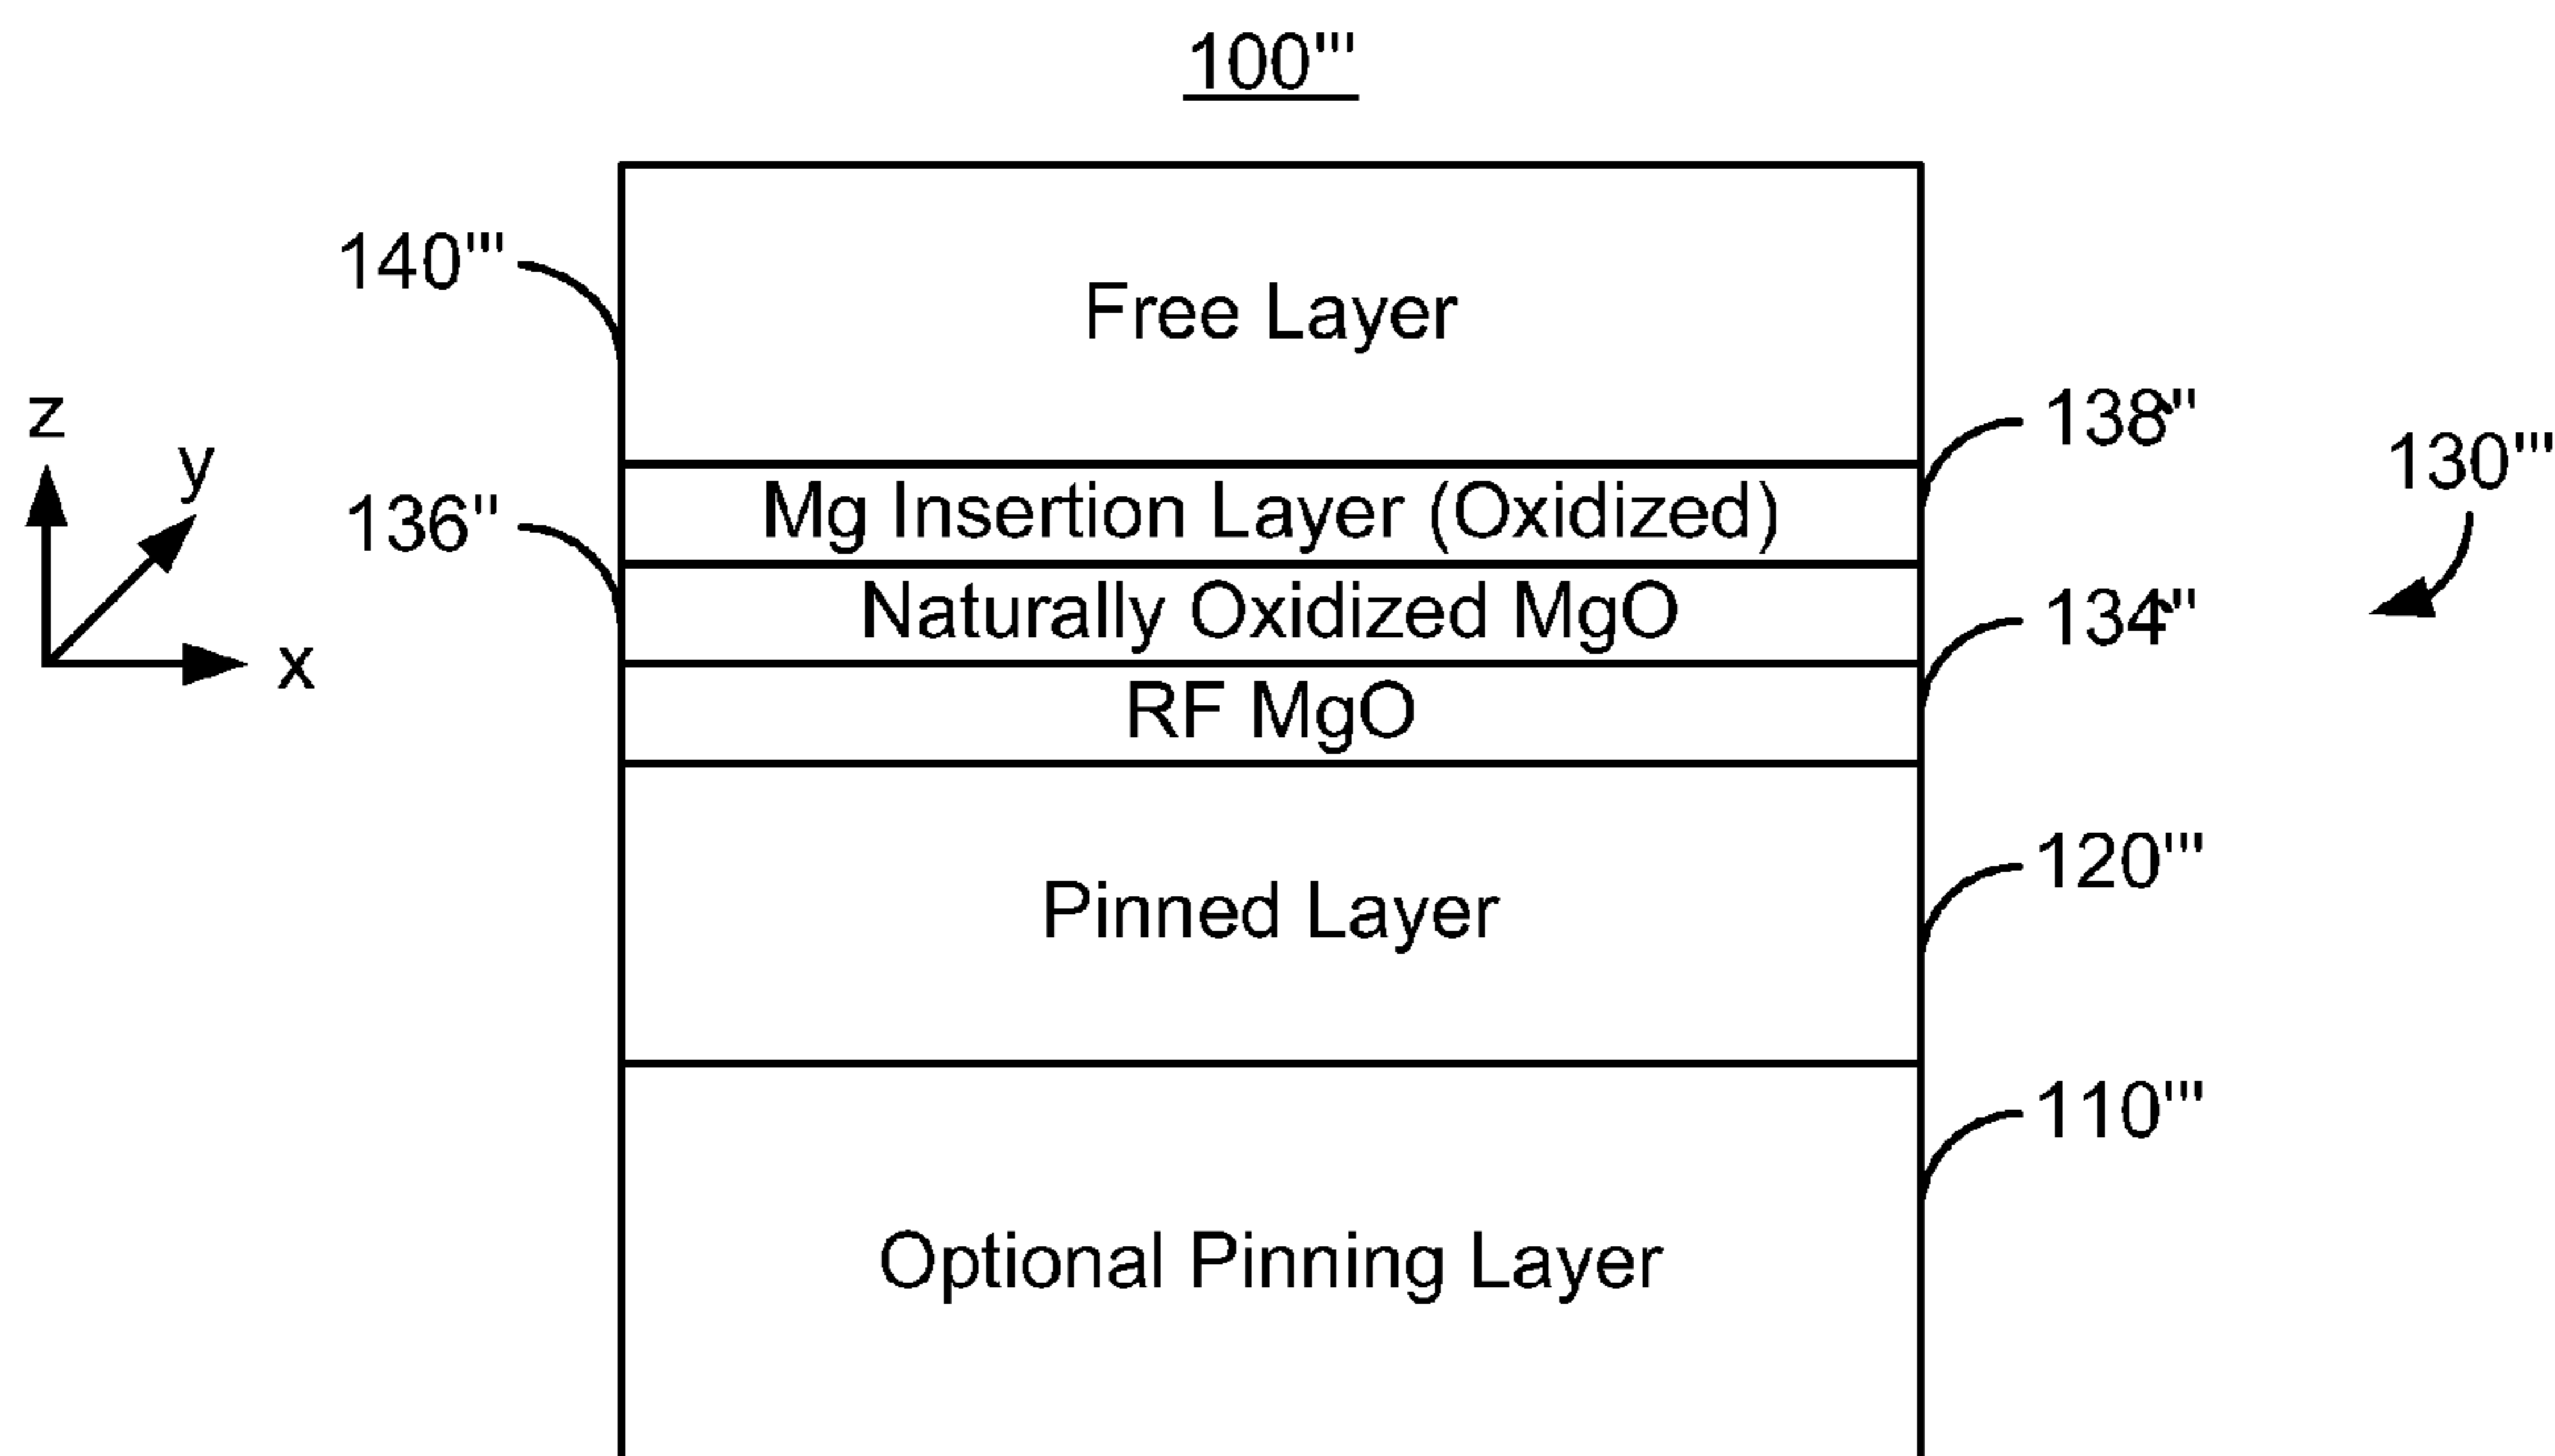 100'''
140'''
Free Layer
z
y
x
138"
130'''
136"
Mg Insertion Layer (Oxidized)
Naturally Oxidized MgO
134"
RF MgO
120'''
Pinned Layer
110'''
Optional Pinning Layer